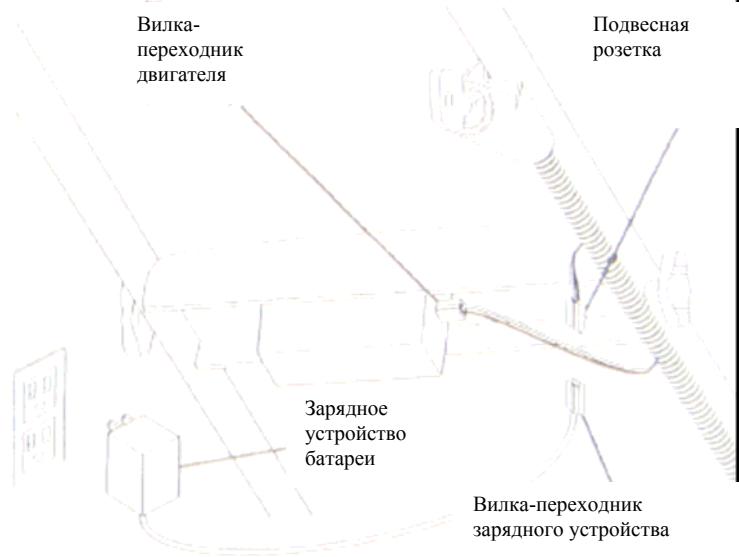 Вилка-
переходник
двигателя
Подвесная
розетка
Зарядное
устройство
батареи
Вилка-переходник
зарядного устройства